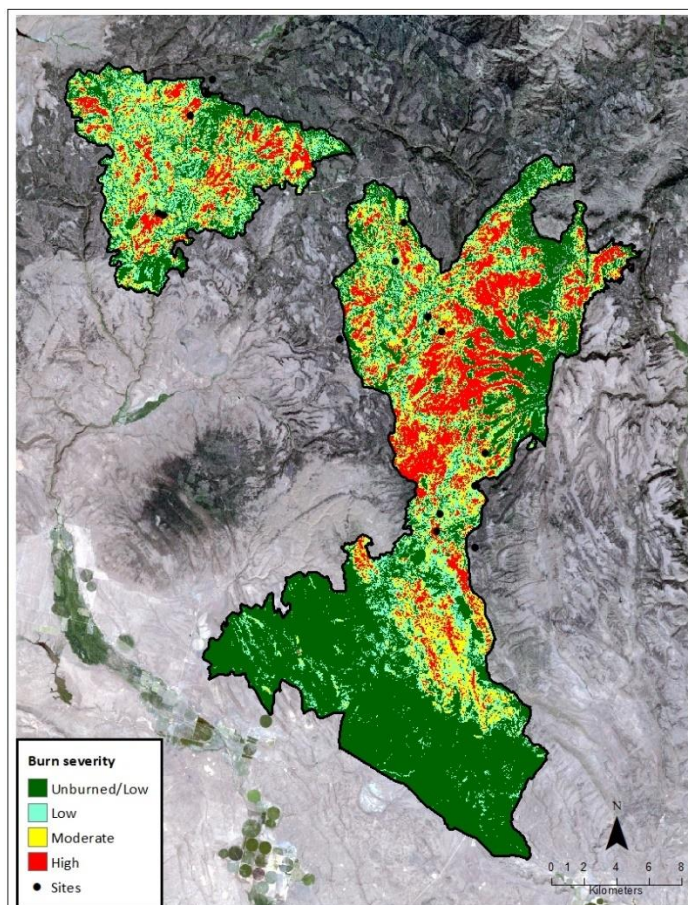 Burn severity
Unburned/Low
Low
Moderate
High
Sites
N
0 1 2 4 6 8
Kilometers